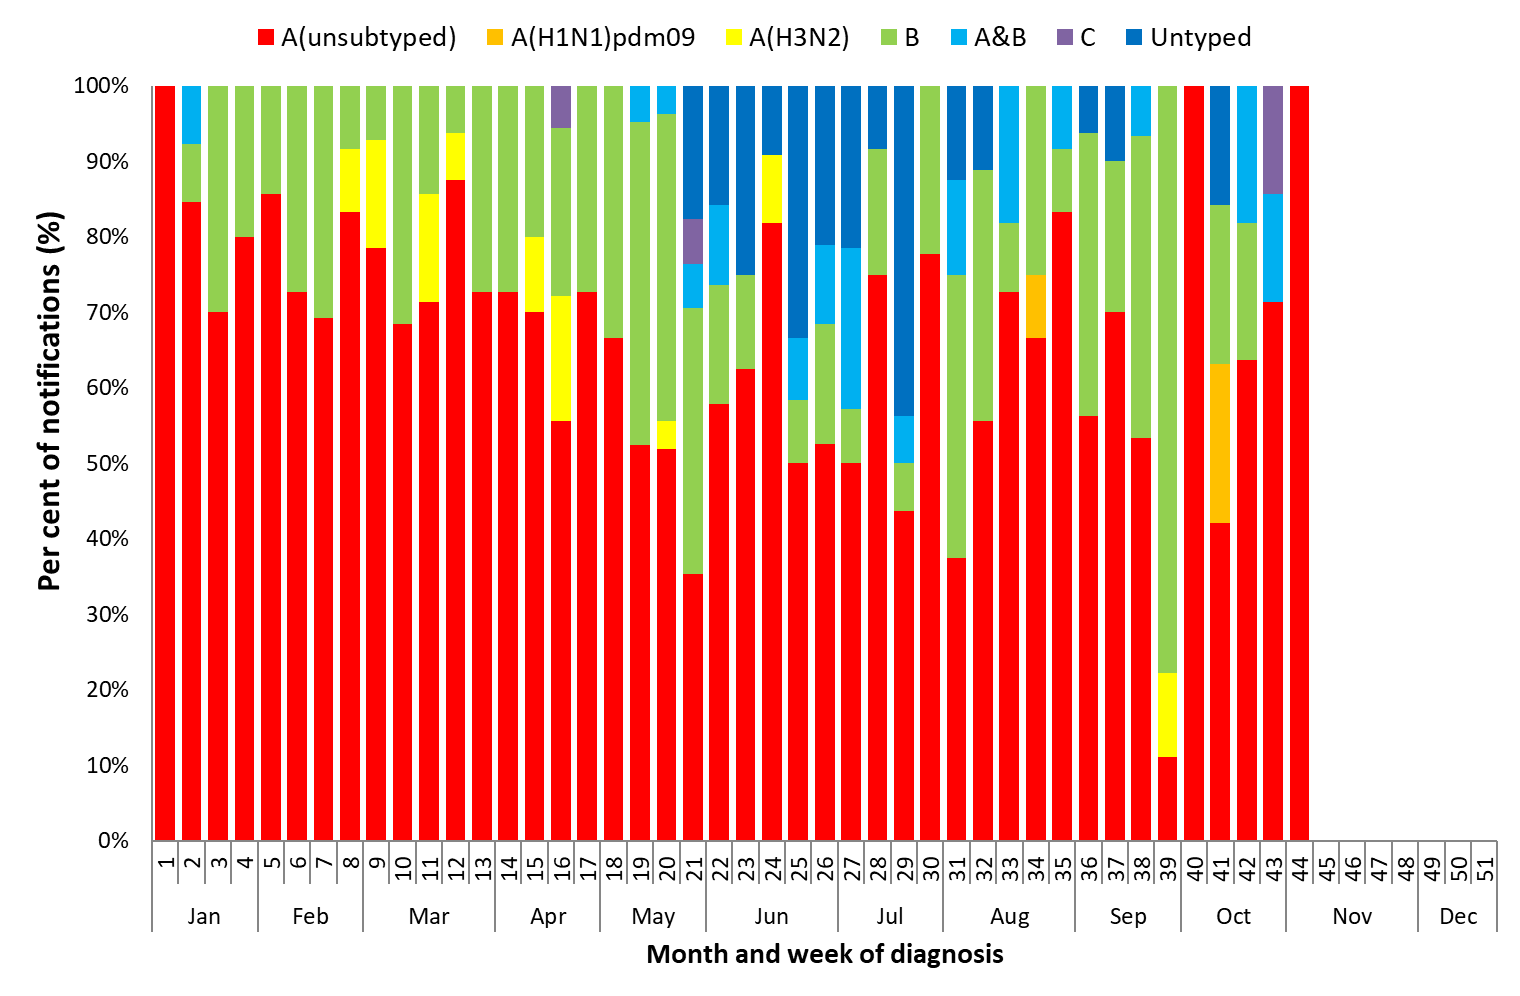 A(unsubtyped) A(H1N1)pdm09 A(H3N2) B A&B C Untyped
Per cent of notifications (%)
100%
90%
80%
70%
60%
50%
40%
30%
20%
10%
0%
1 2 3 4 5 6 7 8 9 10 11 12 13 14 15 16 17 18 19 20 21 22 23 24 25 26 27 28 29 30 31 32 33 34 35 36 37 38 39 40 41 42 43 44 45 46 47 48 49 50 51
Jan Feb Mar Apr May Jun Jul Aug Sep Oct Nov Dec
Month and week of diagnosis